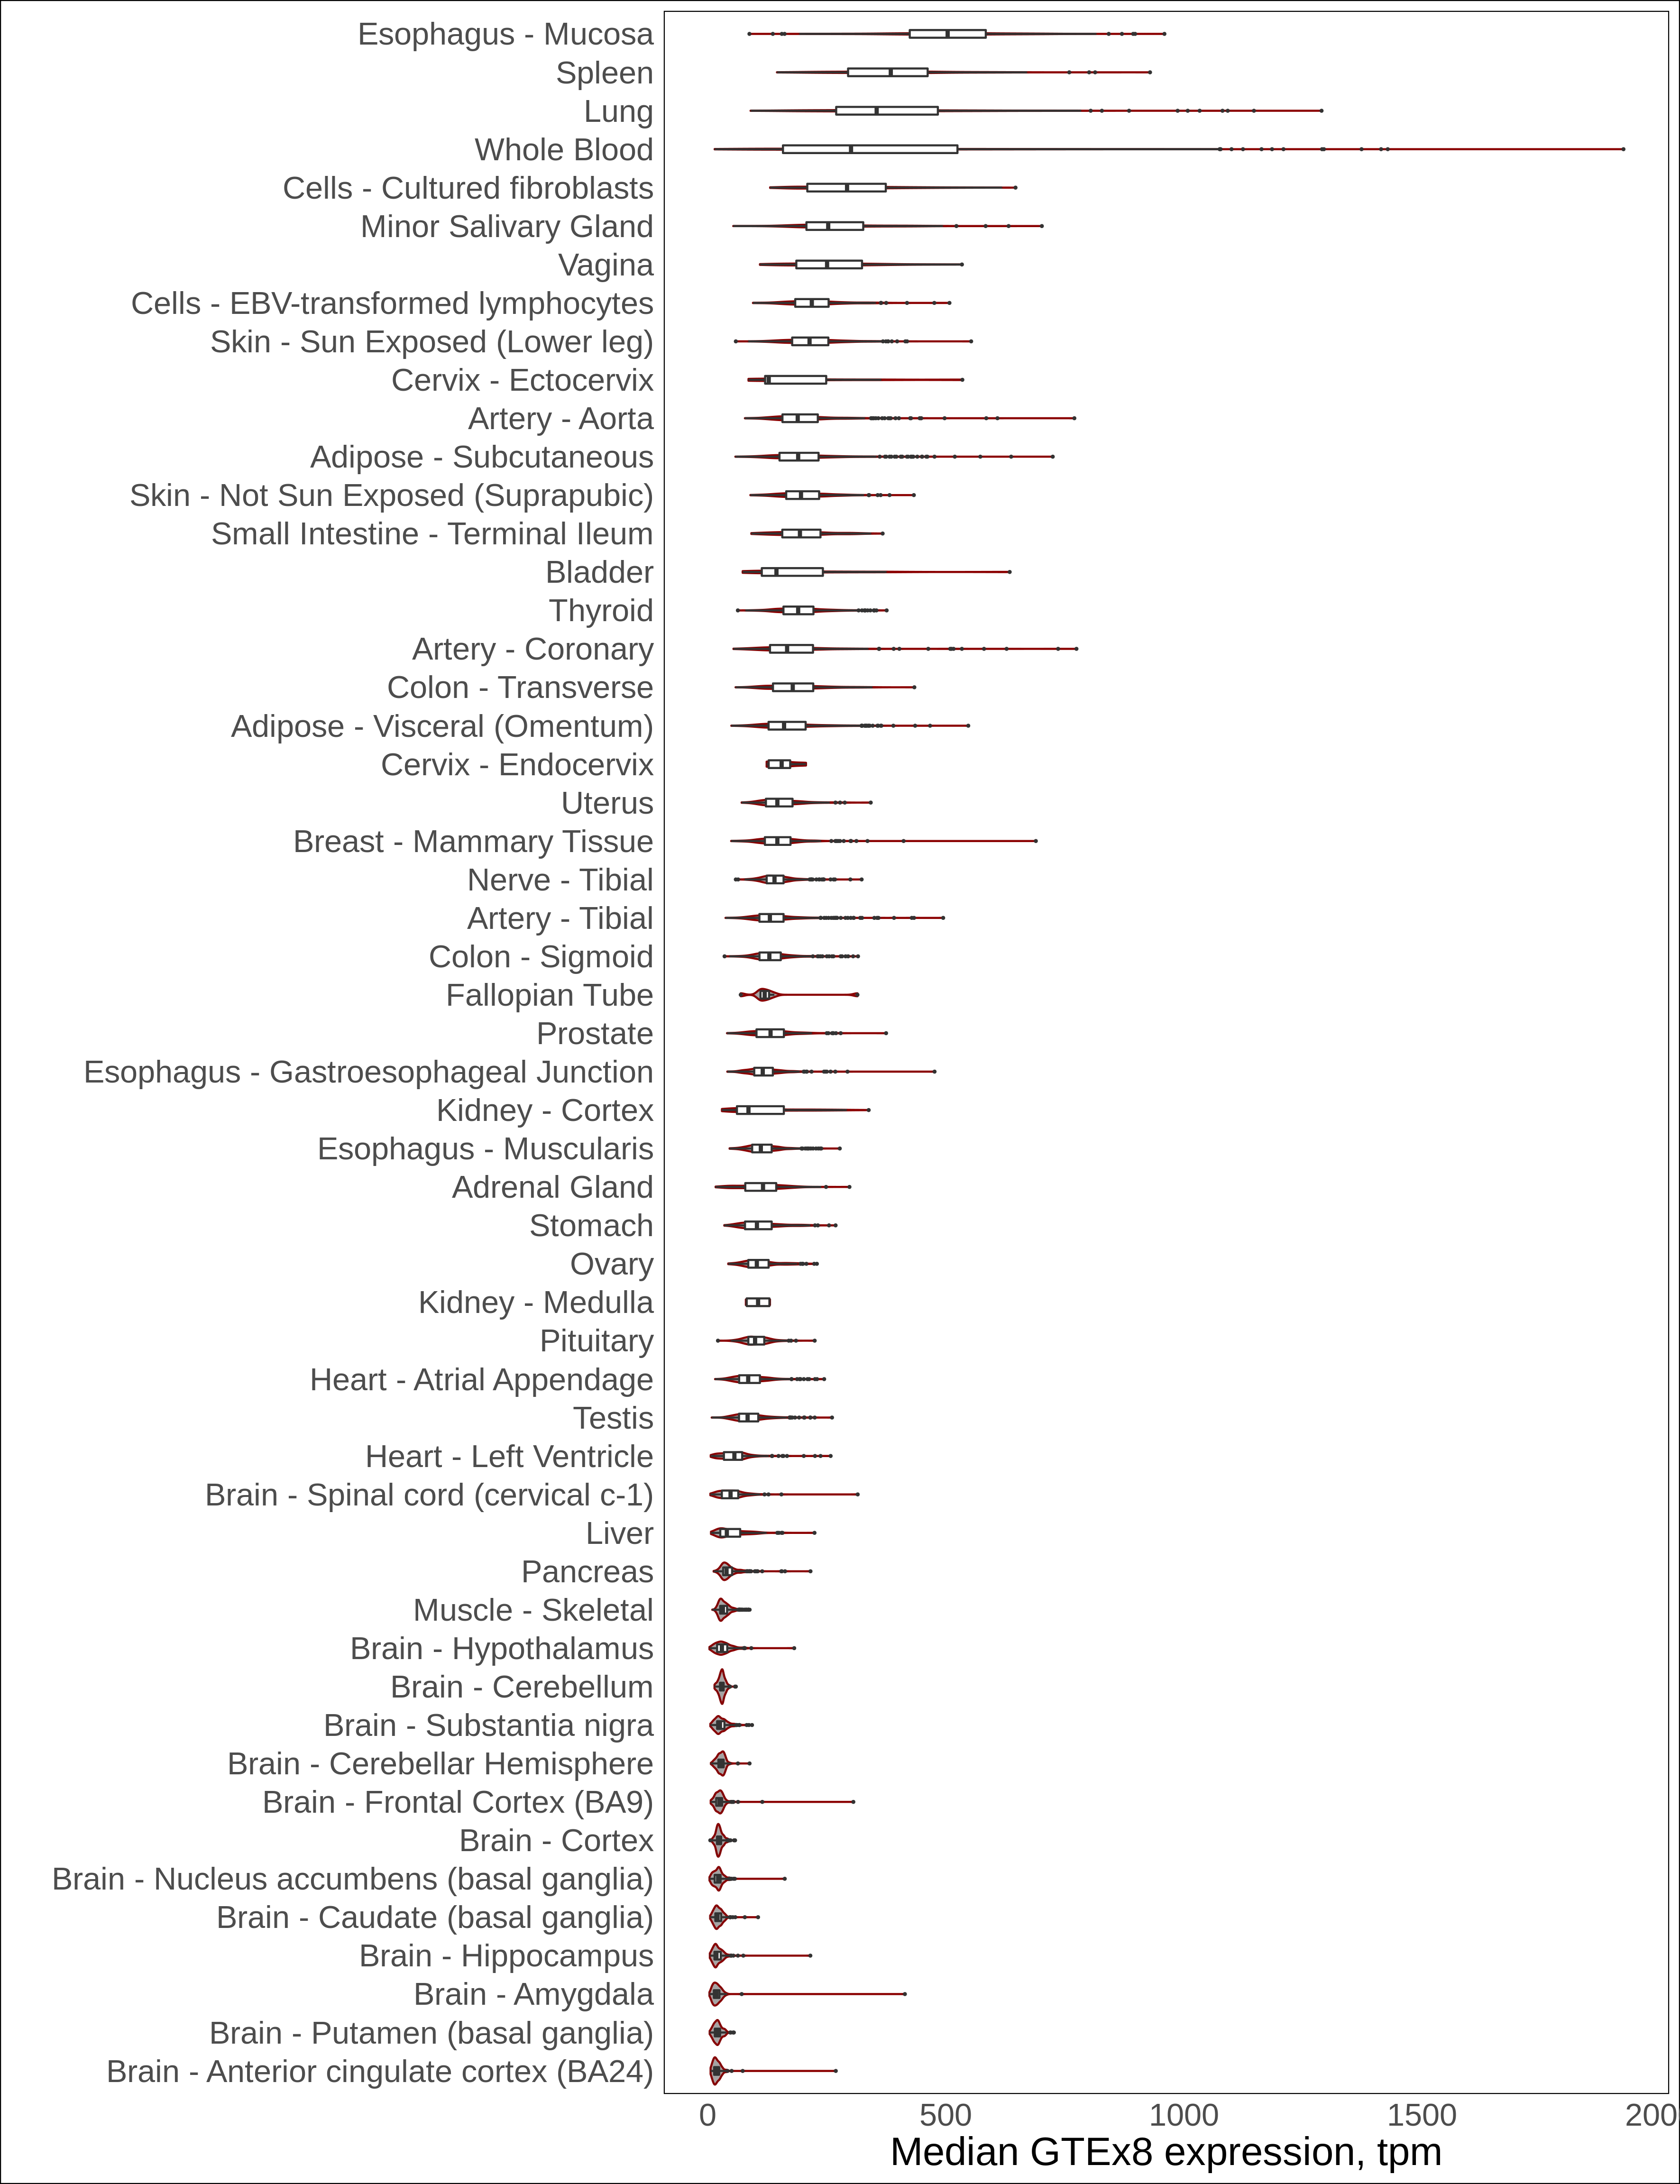 Esophagus - Mucosa
Spleen
Lung
Whole Blood
Cells - Cultured fibroblasts
Minor Salivary Gland
Vagina
Cells - EBV-transformed lymphocytes
Skin - Sun Exposed (Lower leg)
Cervix - Ectocervix
Artery - Aorta
Adipose - Subcutaneous
Skin - Not Sun Exposed (Suprapubic)
Small Intestine - Terminal Ileum
Bladder
Thyroid
Artery - Coronary
Colon - Transverse
Adipose - Visceral (Omentum)
Cervix - Endocervix
Uterus
Breast - Mammary Tissue
Nerve - Tibial
Artery - Tibial
Colon - Sigmoid
Fallopian Tube
Prostate
Esophagus - Gastroesophageal Junction
Kidney - Cortex
Esophagus - Muscularis
Adrenal Gland
Stomach
Ovary
Kidney - Medulla
Pituitary
Heart - Atrial Appendage
Testis
Heart - Left Ventricle
Brain - Spinal cord (cervical c-1)
Liver
Pancreas
Muscle - Skeletal
Brain - Hypothalamus
Brain - Cerebellum
Brain - Substantia nigra
Brain - Cerebellar Hemisphere
Brain - Frontal Cortex (BA9)
Brain - Cortex
Brain - Nucleus accumbens (basal ganglia)
Brain - Caudate (basal ganglia)
Brain - Hippocampus
Brain - Amygdala
Brain - Putamen (basal ganglia)
Brain - Anterior cingulate cortex (BA24)
0 500 1000 1500 200
Median GTEx8 expression, tpm